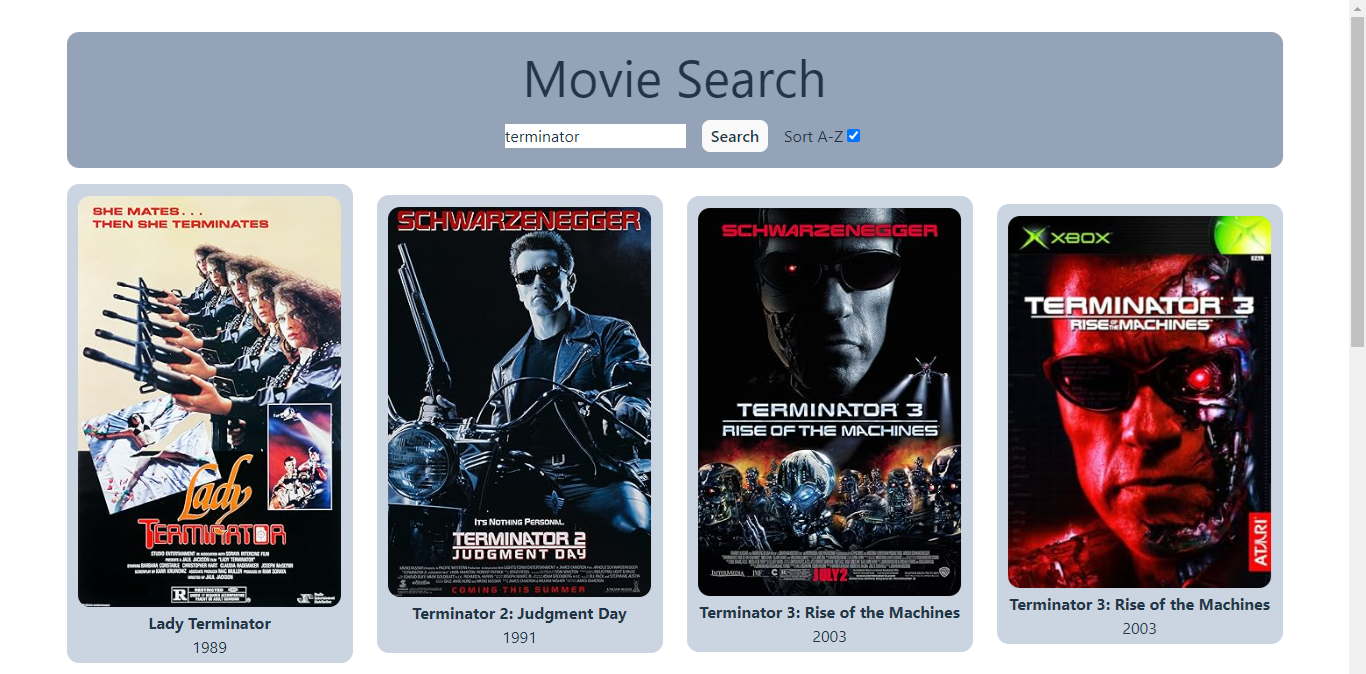 Movie Search
terminator
Search
Sort A-Z
SHE MATES . . .
THEN SHE TERMINATES
Lady
TERMINATOR
R
RESTRICTED
Lady Terminator
1989
SCHWARZENEGGER
IT'S NOTHING PERSONAL.
TERMINATOR 2
JUDGMENT DAY
COMING THIS SUMMER
Terminator 2: Judgment Day
1991
SCHWARZENEGGER
TERMINATOR 3
RISE OF THE MACHINES
INTERMEDIA
JULY 2
Terminator 3: Rise of the Machines
2003
XBOX
PAL
TERMINATOR 3
RISE OF THE MACHINES
ATARI
Terminator 3: Rise of the Machines
2003